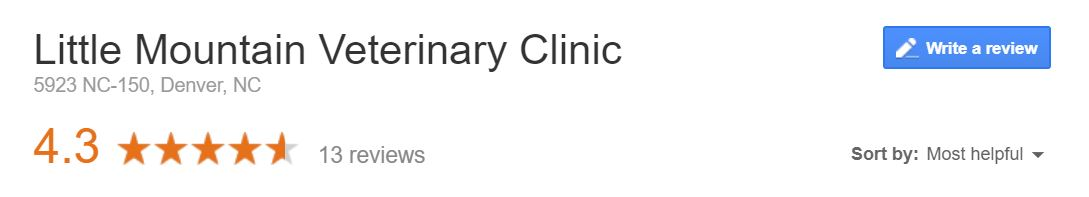 Little Mountain Veterinary Clinic
Write a review
5923 NC-150, Denver, NC
4.3
13 reviews
Sort by: Most helpful